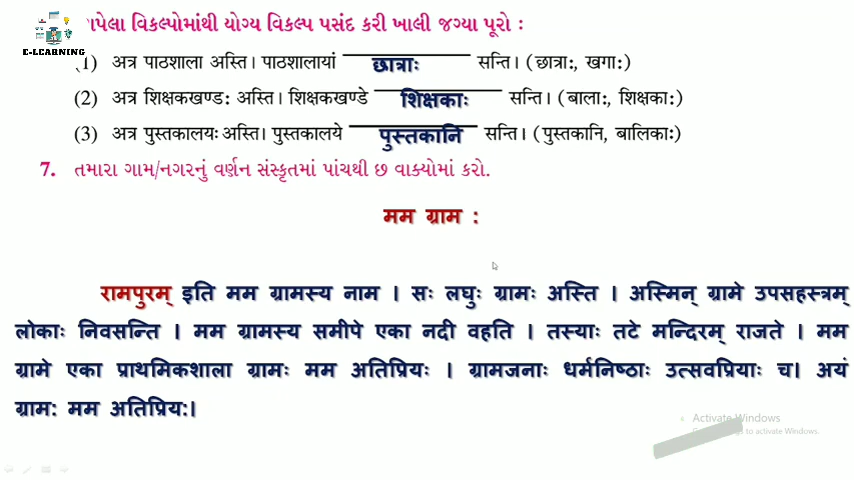 E-LEARNING
પેલા વિકલ્પોમાંથી યોગ્ય વિકલ્પ પસંદ કરી ખાલી જગ્યા પૂરો :
(1) अत्र पाठशाला अस्ति। पाठशालायां छात्राः सन्ति। (छात्राः, खगाः)
(2) अत्र शिक्षकखण्डः अस्ति। शिक्षकखण्डे शिक्षकाः सन्ति। (बालाः, शिक्षकाः)
(3) अत्र पुस्तकालयः अस्ति। पुस्तकालये पुस्तकानि सन्ति। (पुस्तकानि, बालिकाः)
7. તમારા ગામ/નગરનું વર્ણન સંસ્કૃતમાં પાંચથી છ વાક્યોમાં કરો.
मम ग्राम :
रामपुरम् इति मम ग्रामस्य नाम । सः लघुः ग्रामः अस्ति । अस्मिन् ग्रामे उपसहस्त्रम्
लोकाः निवसन्ति । मम ग्रामस्य समीपे एका नदी वहति । तस्याः तटे मन्दिरम् राजते । मम
ग्रामे एका प्राथमिकशाला ग्रामः मम अतिप्रियः । ग्रामजनाः धर्मनिष्ठाः उत्सवप्रियाः च। अयं
ग्राम: मम अतिप्रिय:।
Activate Windows
to activate Windows.